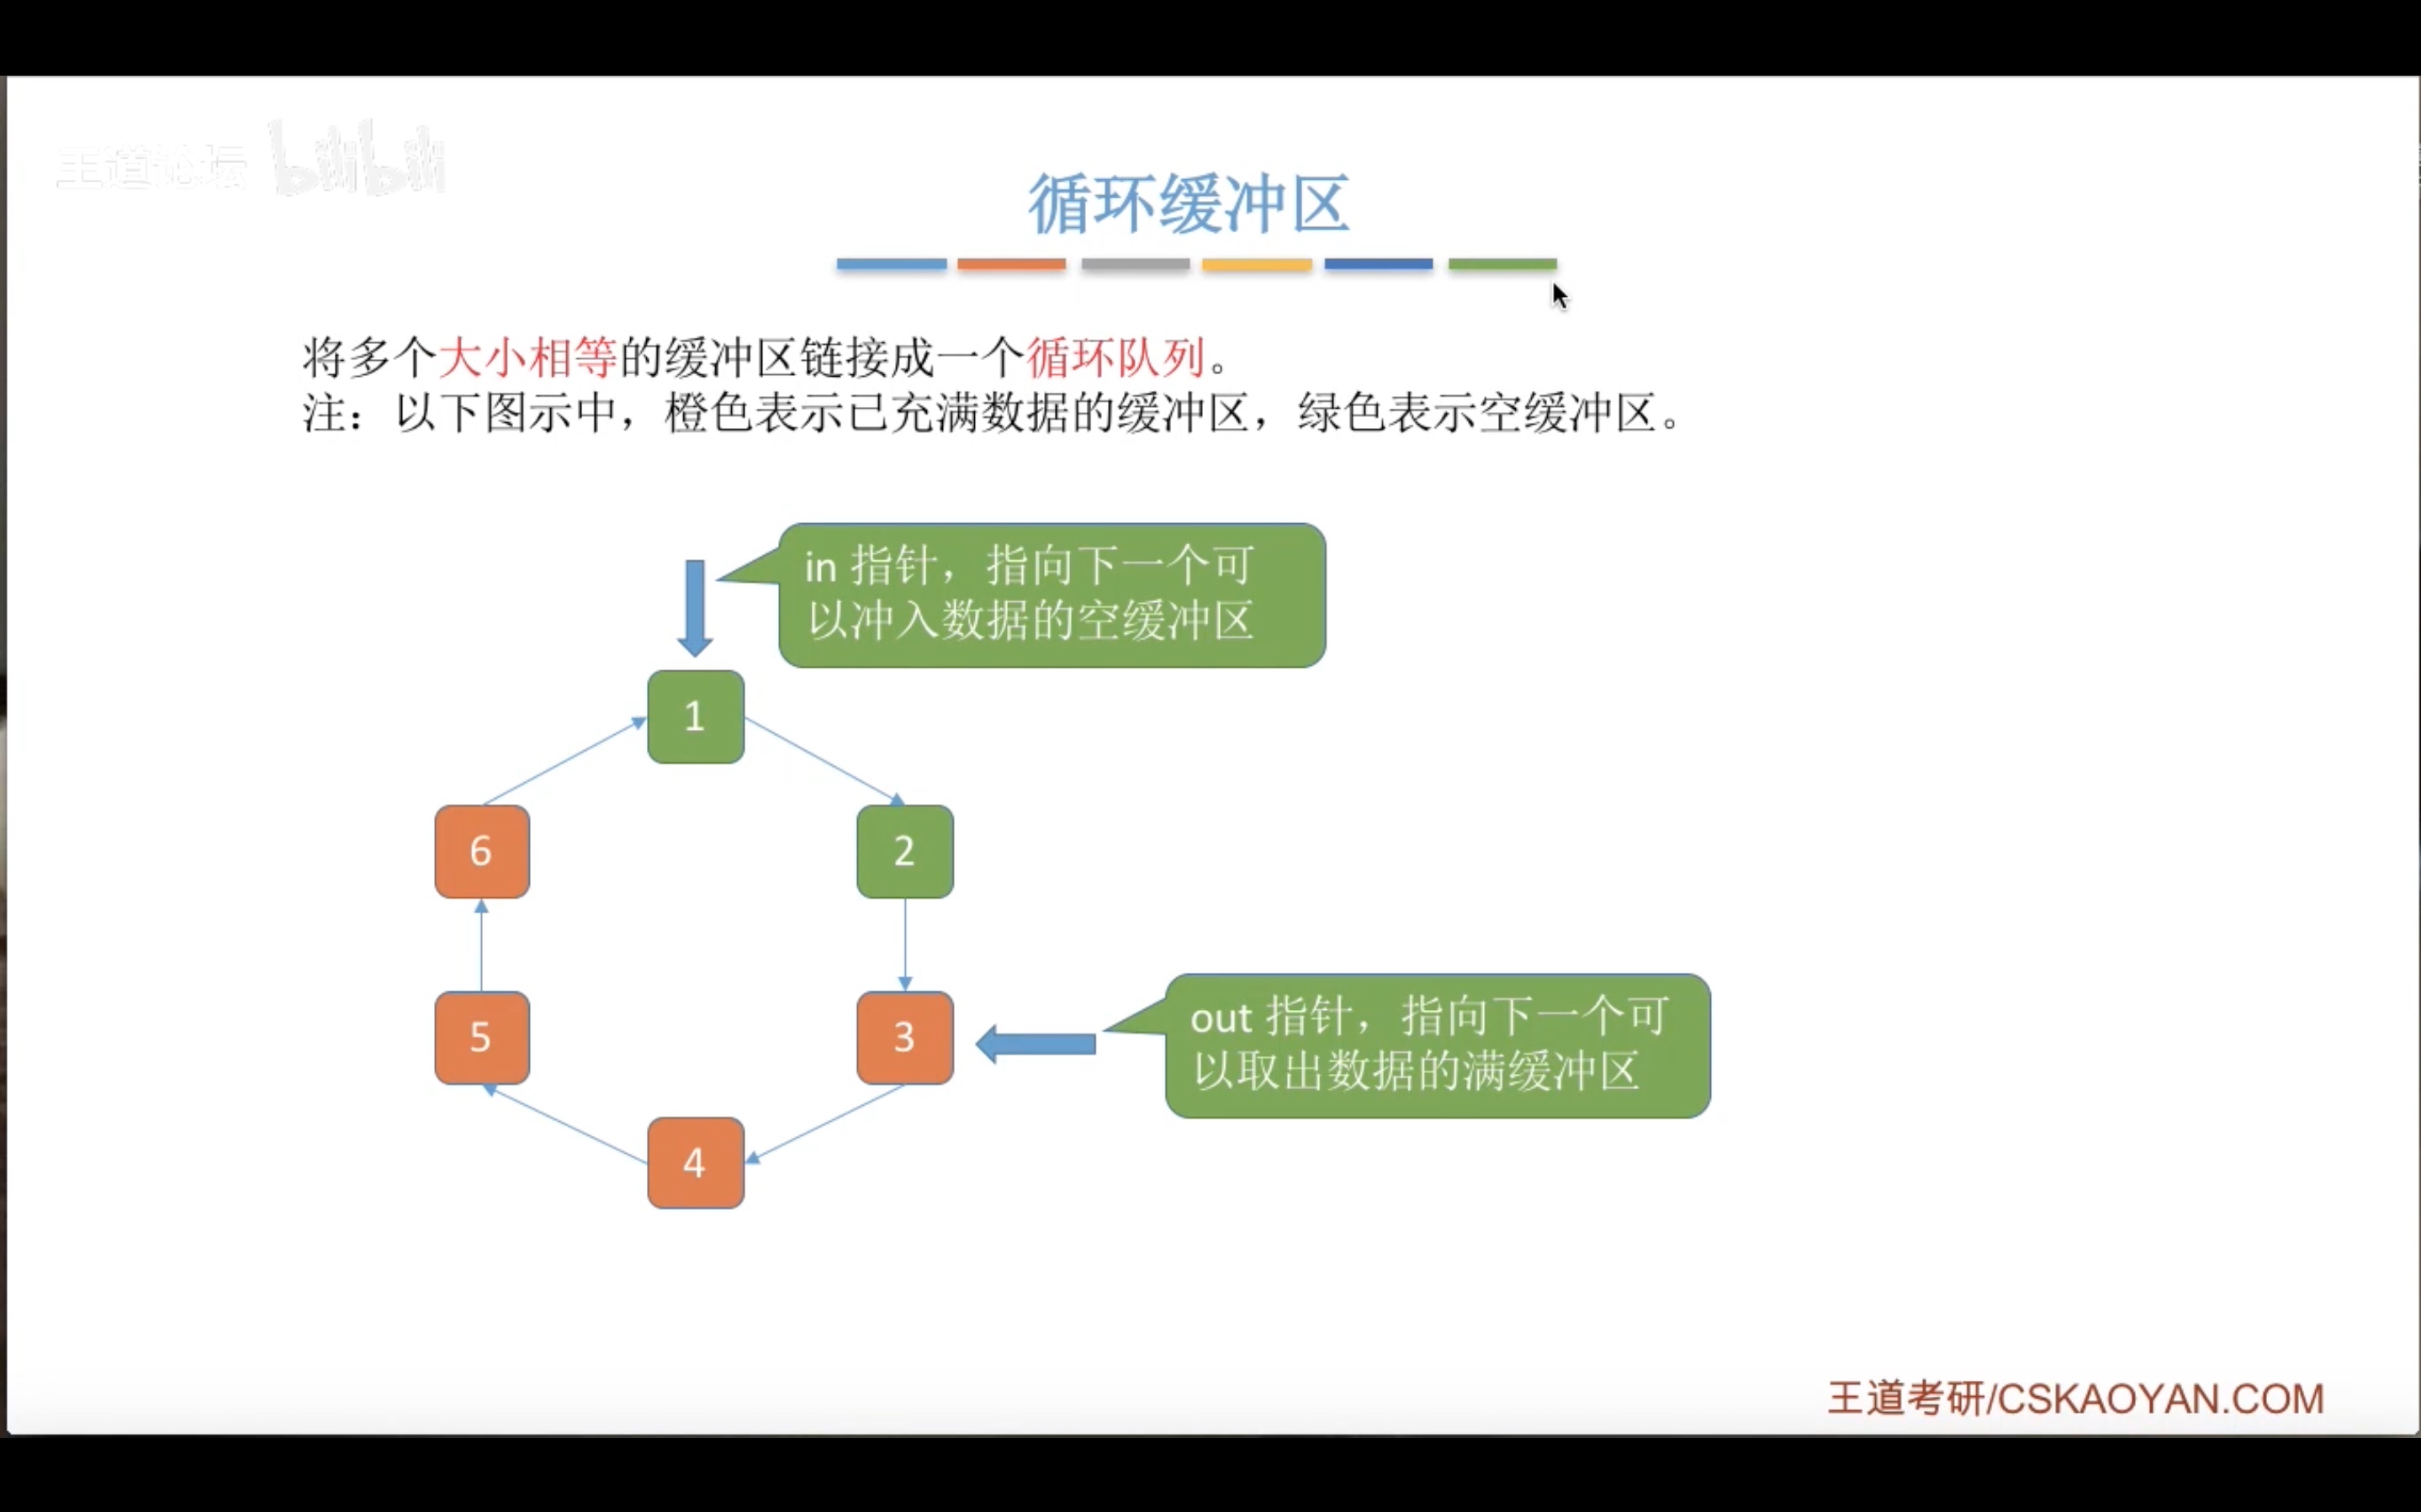 王道论坛 bilibili
循环缓冲区
将多个大小相等的缓冲区链接成一个循环队列。
注：以下图示中，橙色表示已充满数据的缓冲区，绿色表示空缓冲区。
in 指针，指向下一个可
以冲入数据的空缓冲区
1
6
2
5
3
out 指针，指向下一个可
以取出数据的满缓冲区
4
王道考研/CSKAOYAN.COM